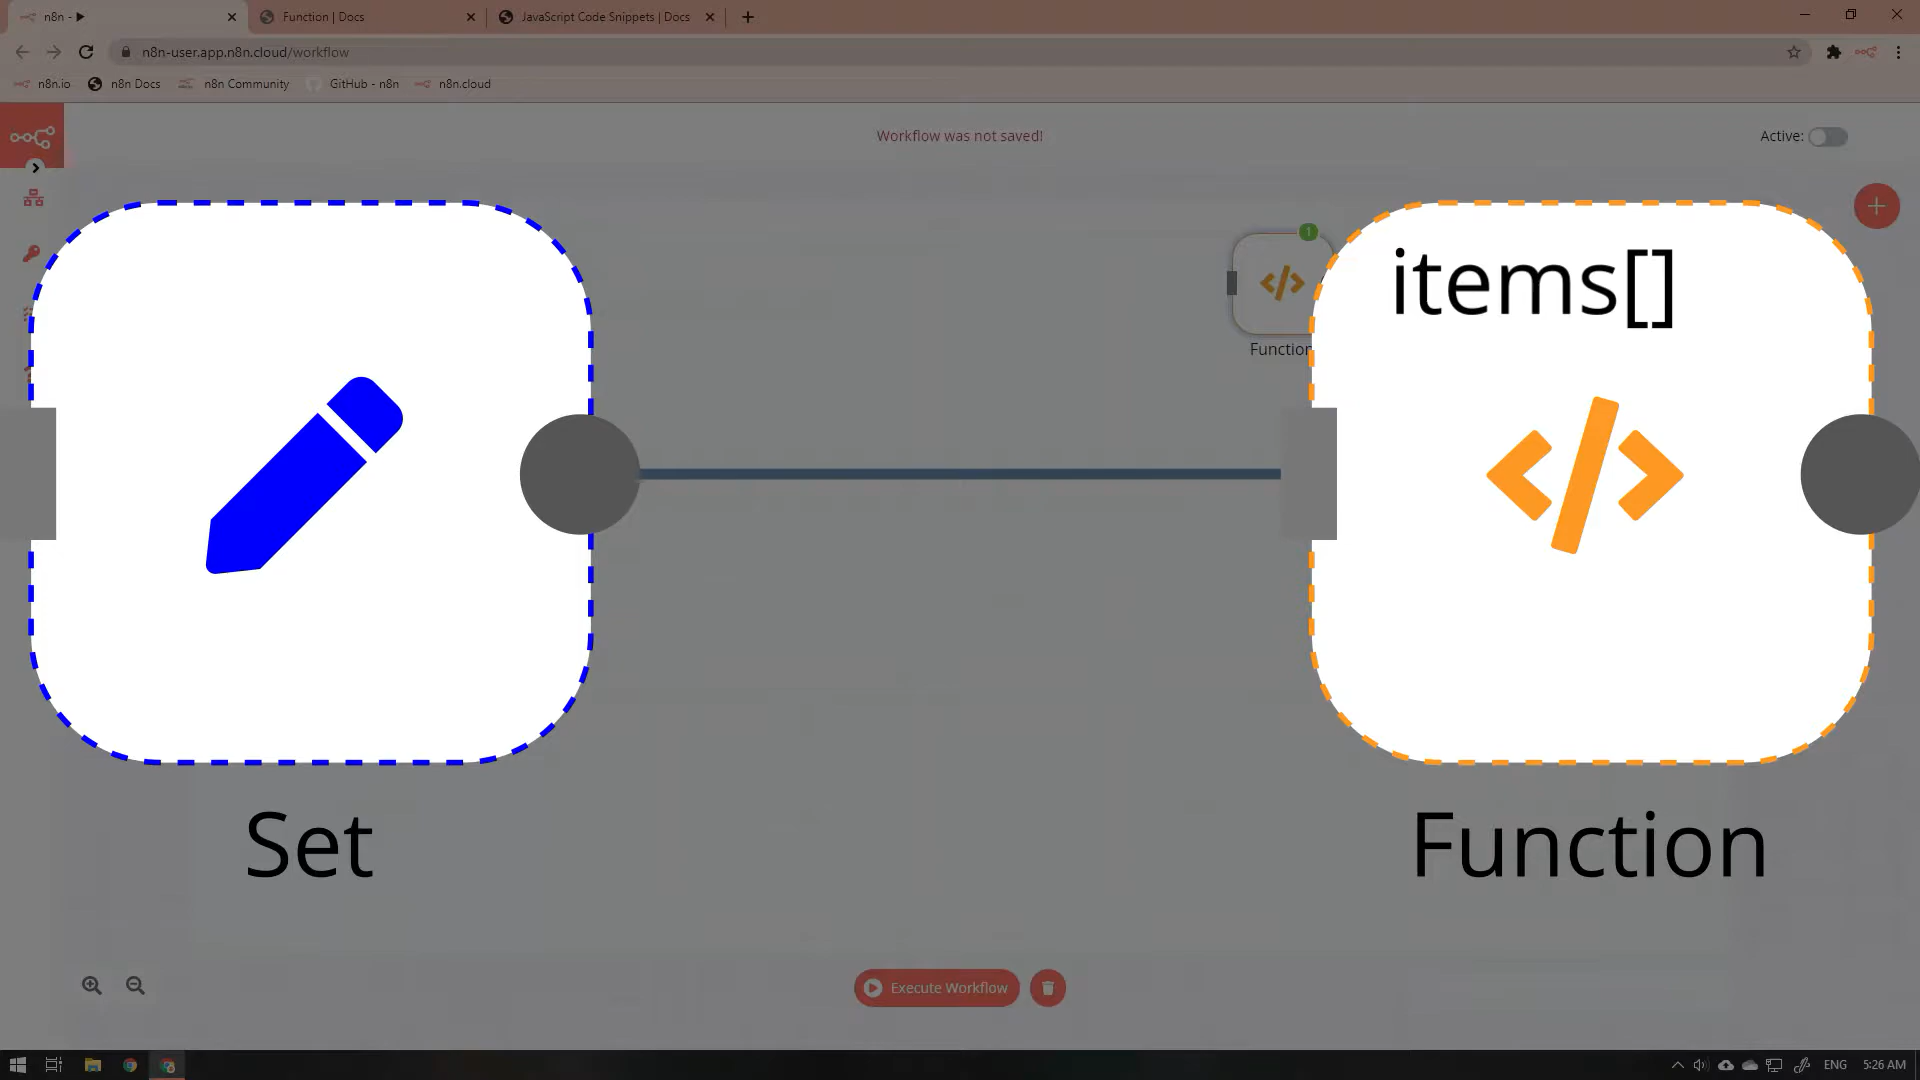 n8n - ▶
Function | Docs
JavaScript Code Snippets | Docs
n8n-user.app.n8n.cloud/workflow
n8n.io
n8n Docs
n8n Community
GitHub - n8n
n8n.cloud
Workflow was not saved!
Active:
1
items[]
Function
Set
Function
Execute Workflow
ENG
5:26 AM